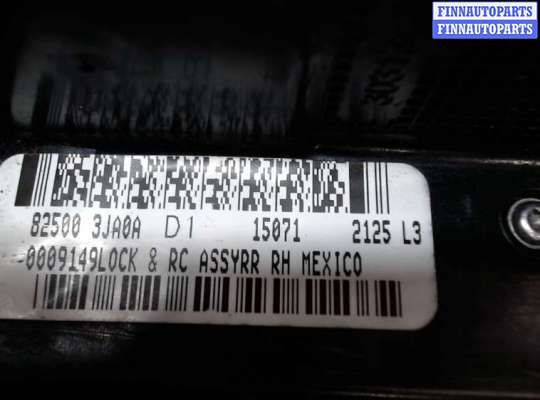 FINNAUTOPARTS
FINNAUTOPARTS
82500 3JA0A D1 15071 2125 L3
0009149LOCK & RC ASSYRR RH MEXICO